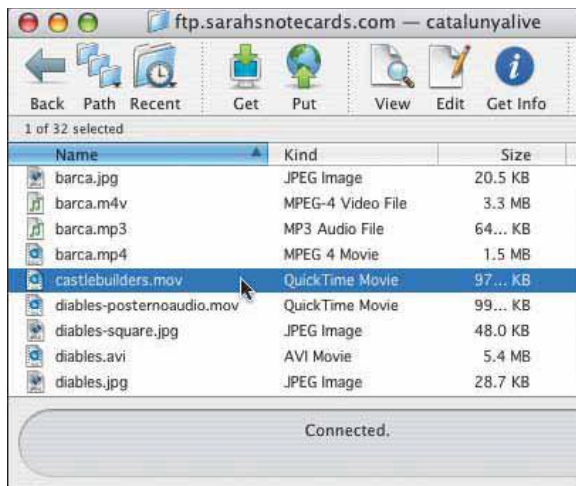 ftp.sarahsnotecards.com — catalunyalive
Back Path Recent Get Put View Edit Get Info
1 of 32 selected
Name Kind Size
barca.jpg JPEG Image 20.5 KB
barca.m4v MPEG-4 Video File 3.3 MB
barca.mp3 MP3 Audio File 64... KB
barca.mp4 MPEG 4 Movie 1.5 MB
castlebuilders.mov QuickTime Movie 97... KB
diables-posternoaudio.mov QuickTime Movie 99... KB
diables-square.jpg JPEG Image 48.0 KB
diables.avi AVI Movie 5.4 MB
diables.jpg JPEG Image 28.7 KB
Connected.